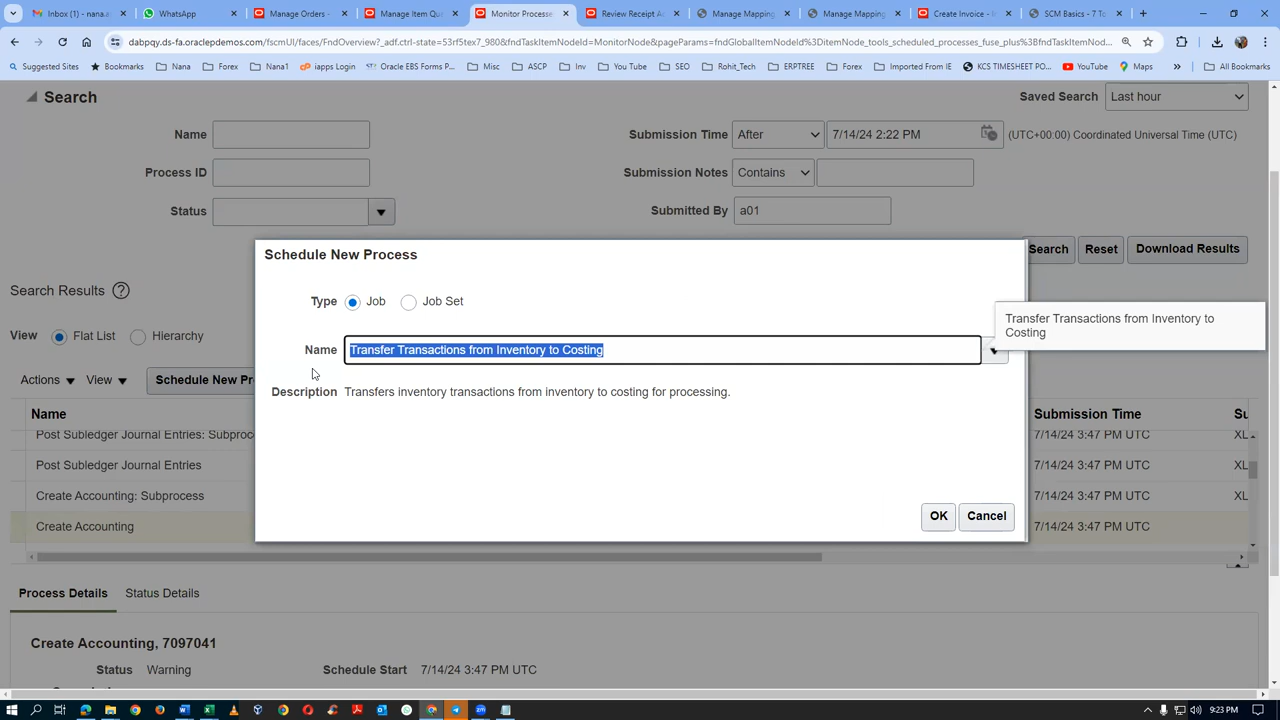 Inbox (1) - nana.a
WhatsApp
Manage Orders -
Manage Item Qua
Monitor Processe
Review Receipt A
Manage Mapping
Manage Mapping
Create Invoice - I
SCM Basics - 7 To
dabpqy.ds-fa.oraclepdemos.com/fscmUI/faces/FndOverview?_adf.ctrl-state=53rf5tex7_980&fndTaskItemNodeId=MonitorNode&pageParams=fndGlobalItemNodeId%3DitemNode_tools_scheduled_processes_fuse_plus%3BfndTaskItemNod...
Suggested Sites
Bookmarks
Nana
Forex
Nana1
iapps Login
Oracle EBS Forms P...
Misc
ASCP
Inv
You Tube
SEO
Rohit_Tech
ERPTREE
Forex
Imported From IE
KCS TIMESHEET PO...
YouTube
Maps
All Bookmarks
Search
Saved Search Last hour
Name
Submission Time After 7/14/24 2:22 PM (UTC+00:00) Coordinated Universal Time (UTC)
Process ID
Submission Notes Contains
Status
Submitted By a01
Search Reset Download Results
Schedule New Process
Type Job Job Set
Name Transfer Transactions from Inventory to Costing
Transfer Transactions from Inventory to
Costing
Description Transfers inventory transactions from inventory to costing for processing.
OK Cancel
Search Results
View Flat List Hierarchy
Actions View Schedule New Pr
Name Submission Time Su
Post Subledger Journal Entries: Subproc 7/14/24 3:47 PM UTC XL
Post Subledger Journal Entries 7/14/24 3:47 PM UTC XL
Create Accounting: Subprocess 7/14/24 3:47 PM UTC XL
Create Accounting 7/14/24 3:47 PM UTC
Process Details Status Details
Create Accounting, 7097041
Status Warning Schedule Start 7/14/24 3:47 PM UTC
9:23 PM